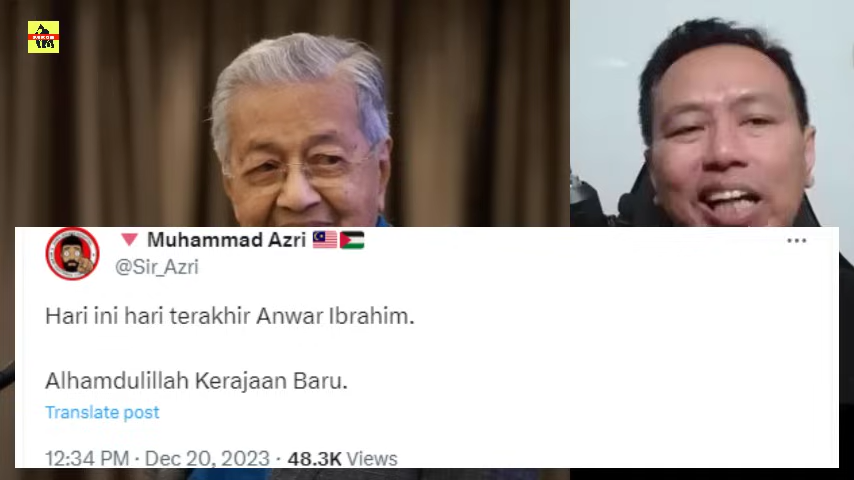 Muhammad Azri
@Sir_Azri
Hari ini hari terakhir Anwar Ibrahim.
Alhamdulillah Kerajaan Baru.
Translate post
12:34 PM · Dec 20, 2023 · 48.3K Views